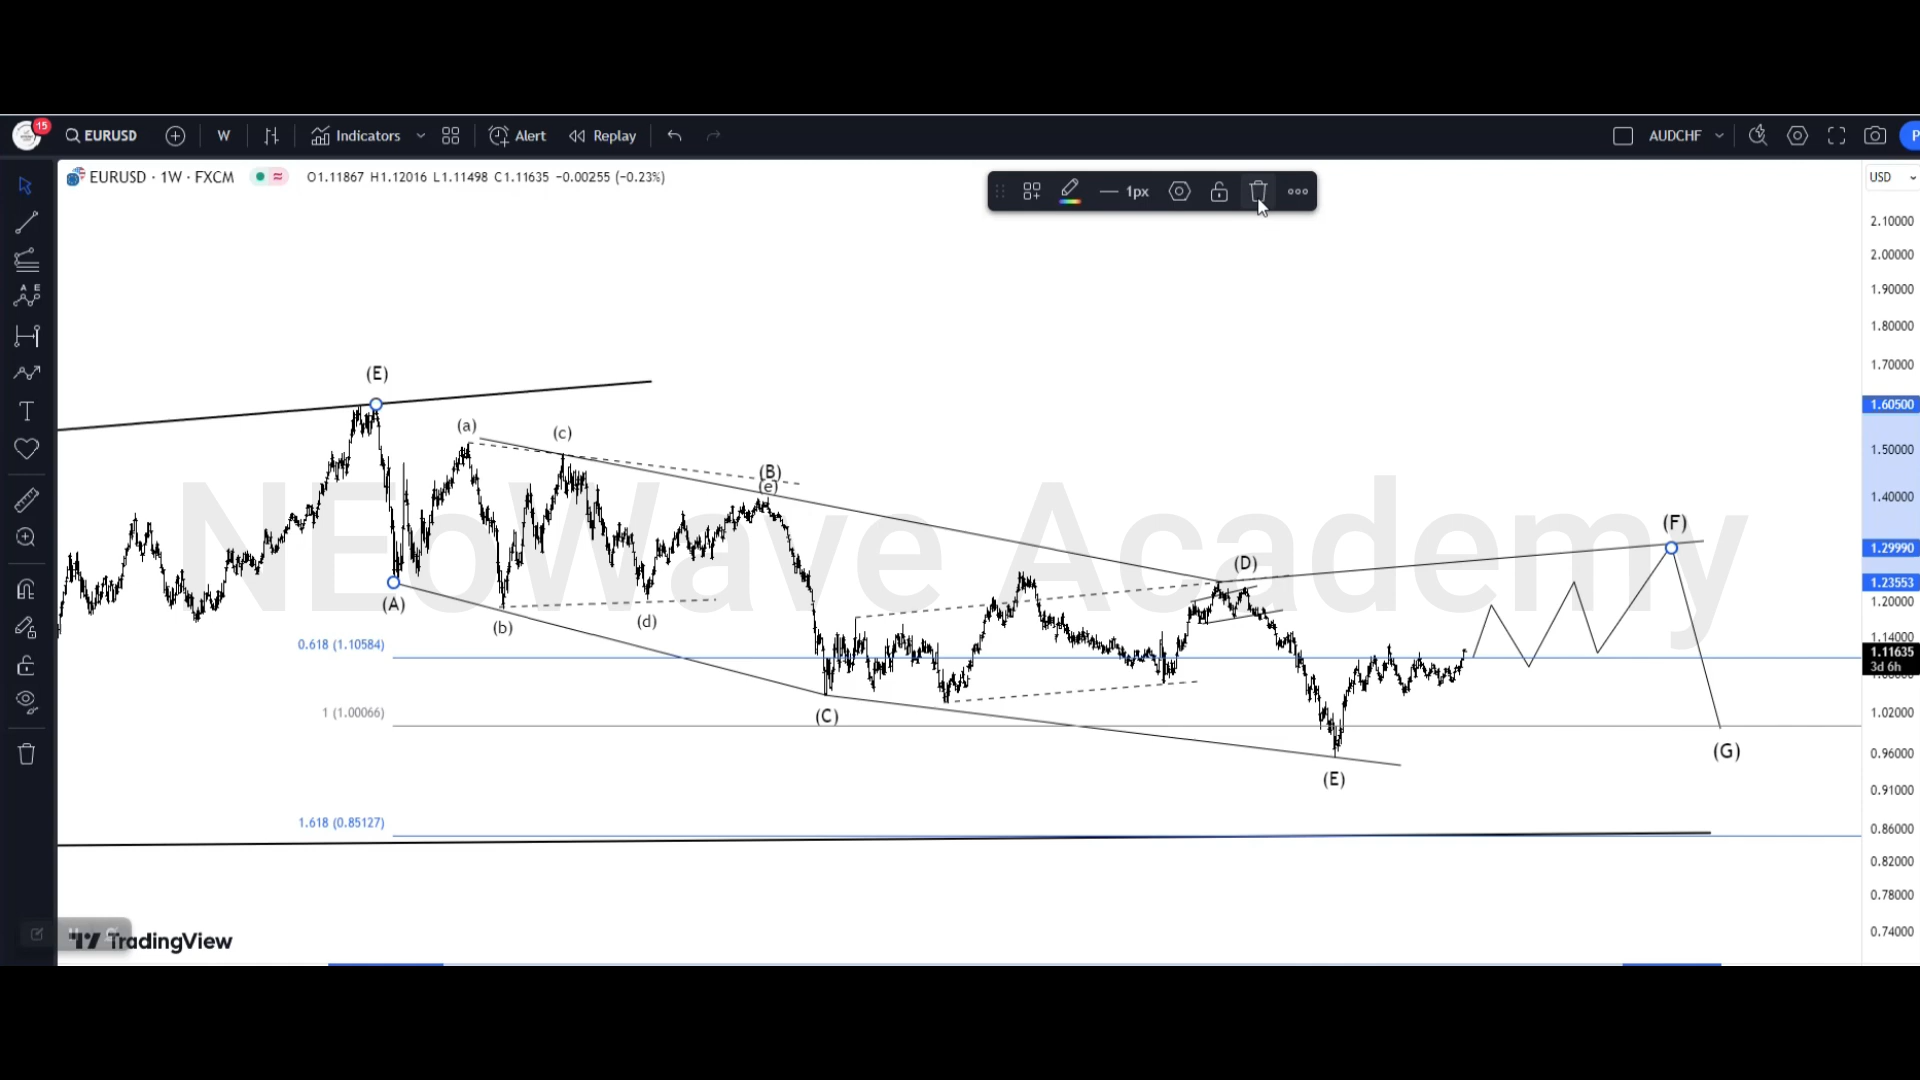 15
EURUSD
W
Indicators
Alert
Replay
AUDCHF
P
EURUSD · 1W · FXCM
O1.11867 H1.12016 L1.11498 C1.11635 −0.00255 (−0.23%)
1px
USD
2.10000
2.00000
1.90000
1.80000
1.70000
1.60500
1.50000
1.40000
1.29990
1.23553
1.20000
1.14000
1.11635
3d 6h
1.02000
0.96000
0.91000
0.86000
0.82000
0.78000
0.74000
(E)
(a)
(c)
(B)
(e)
NEoWave Academy
(F)
(D)
(A)
(b)
(d)
0.618 (1.10584)
1 (1.00066)
(C)
(G)
(E)
1.618 (0.85127)
TradingView